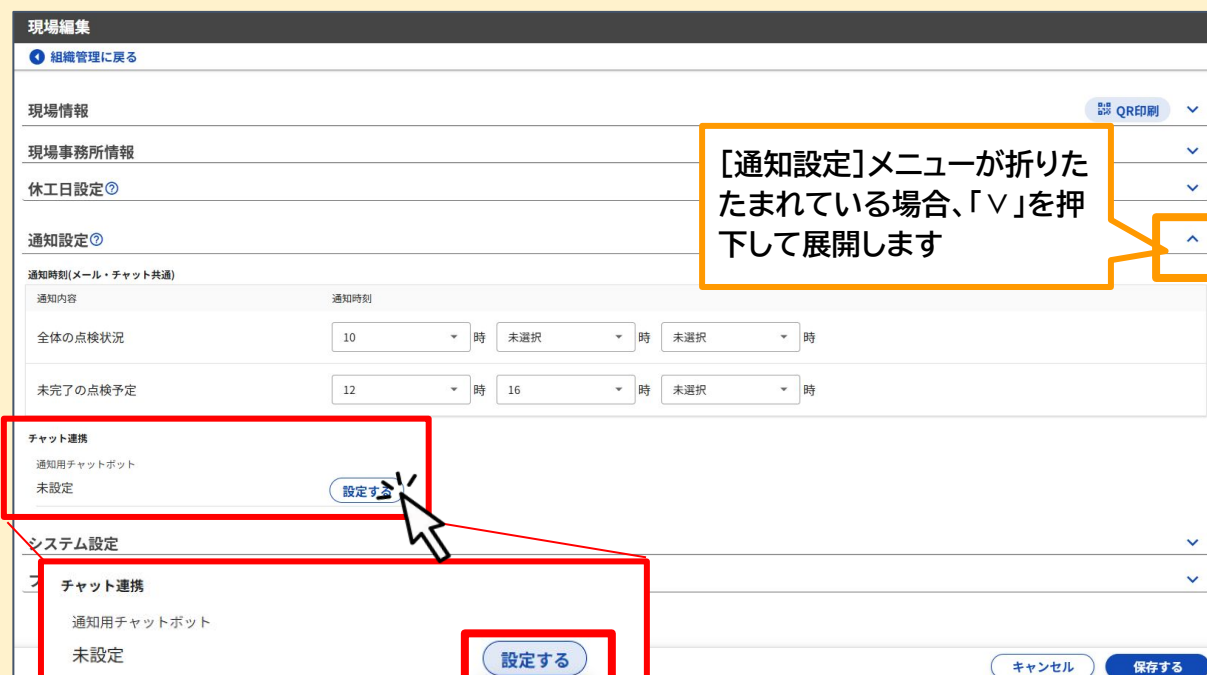 現場編集
組織管理に戻る
現場情報
QR印刷
現場事務所情報
休工日設定?
[通知設定]メニューが折りた
たまれている場合、「∨」を押
下して展開します
通知設定?
通知時刻(メール・チャット共通)
通知内容 通知時刻
全体の点検状況 10 時 未選択 時 未選択 時
未完了の点検予定 12 時 16 時 未選択 時
チャット連携
通知用チャットボット
未設定 設定する
システム設定
チャット連携
通知用チャットボット
未設定 設定する
キャンセル 保存する